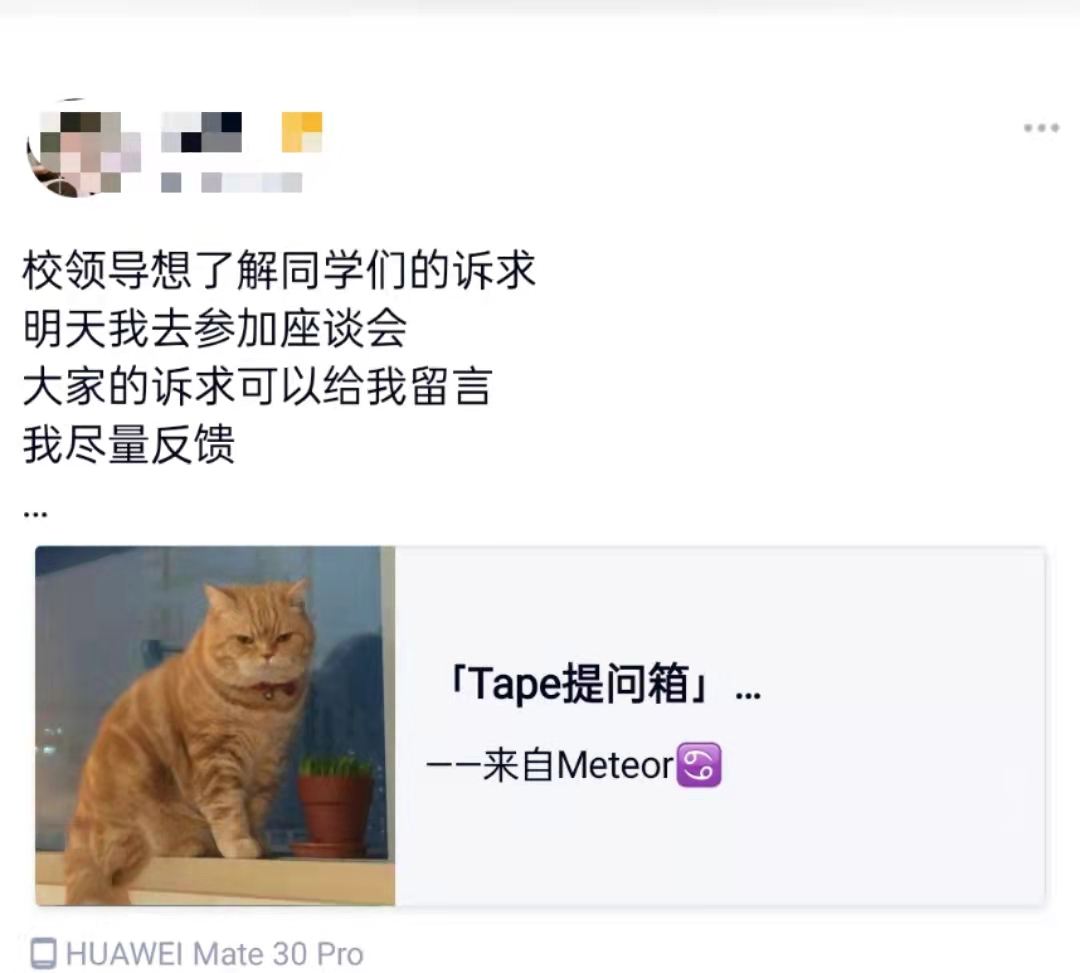 校领导想了解同学们的诉求
明天我去参加座谈会
大家的诉求可以给我留言
我尽量反馈
...
「Tape提问箱」...
——来自Meteor♋
HUAWEI Mate 30 Pro